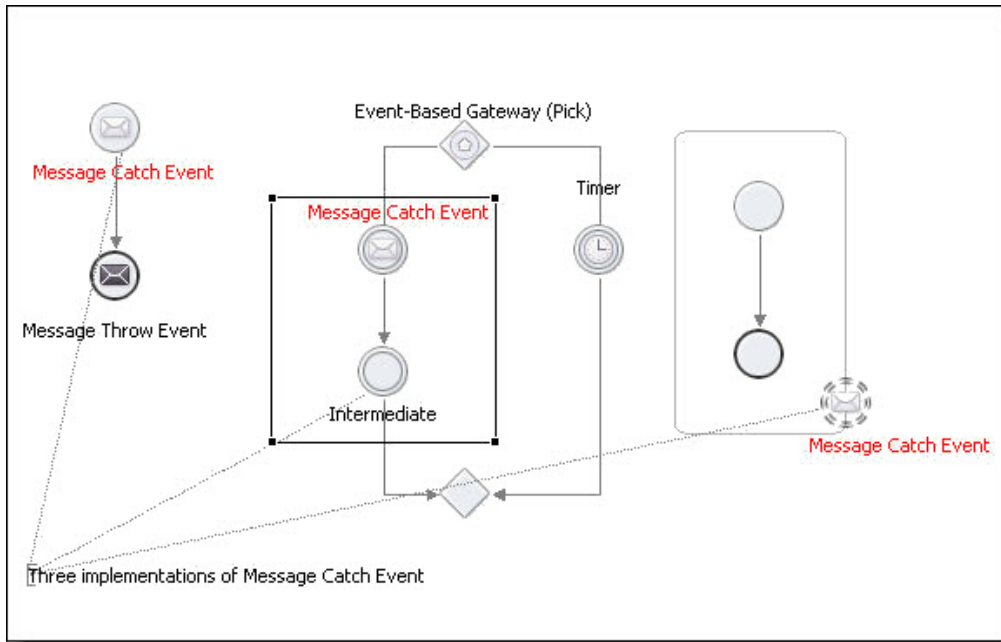 Event-Based Gateway (Pick)
Message Catch Event
Timer
Message Catch Event
Message Throw Event
Intermediate
Message Catch Event
Three implementations of Message Catch Event